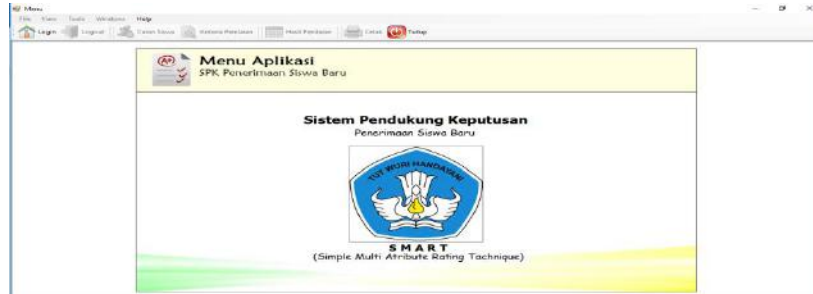 Menu
File View Tools Windows Help
Login Logout Calon Siswa Kriteria Penilaian Hasil Penilaian Cetak Tutup
Menu Aplikasi
SPK Penerimaan Siswa Baru
Sistem Pendukung Keputusan
Penerimaan Siswa Baru
TUT WURI HANDAYANI
S M A R T
(Simple Multi Atribute Rating Technique)